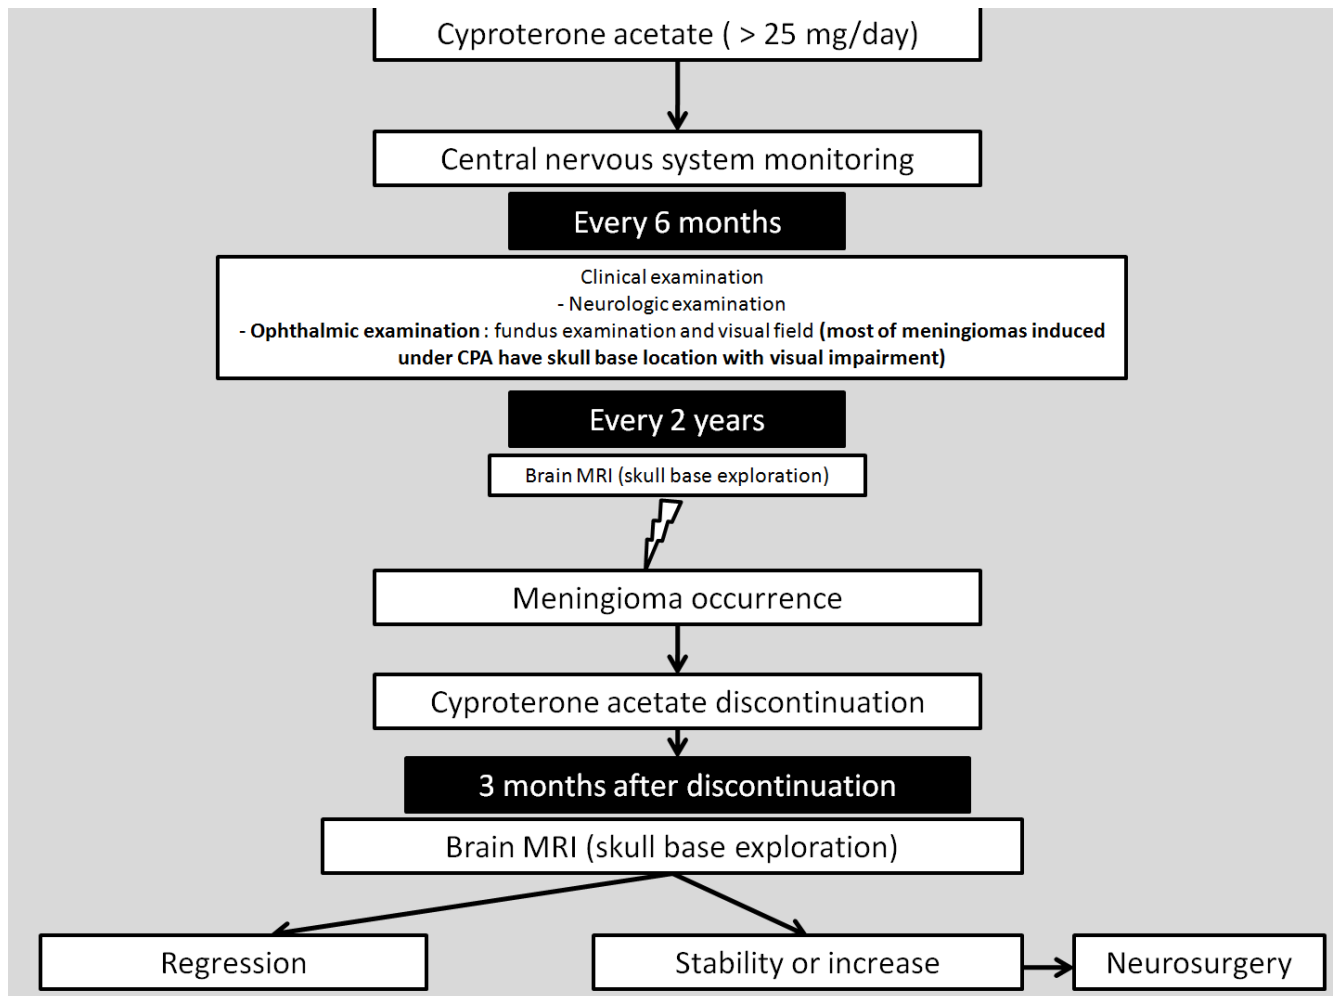 Cyproterone acetate ( > 25 mg/day)
Central nervous system monitoring
Every 6 months
Clinical examination
- Neurologic examination
- Ophthalmic examination : fundus examination and visual field (most of meningiomas induced
under CPA have skull base location with visual impairment)
Every 2 years
Brain MRI (skull base exploration)
Meningioma occurrence
Cyproterone acetate discontinuation
3 months after discontinuation
Brain MRI (skull base exploration)
Regression
Stability or increase
Neurosurgery